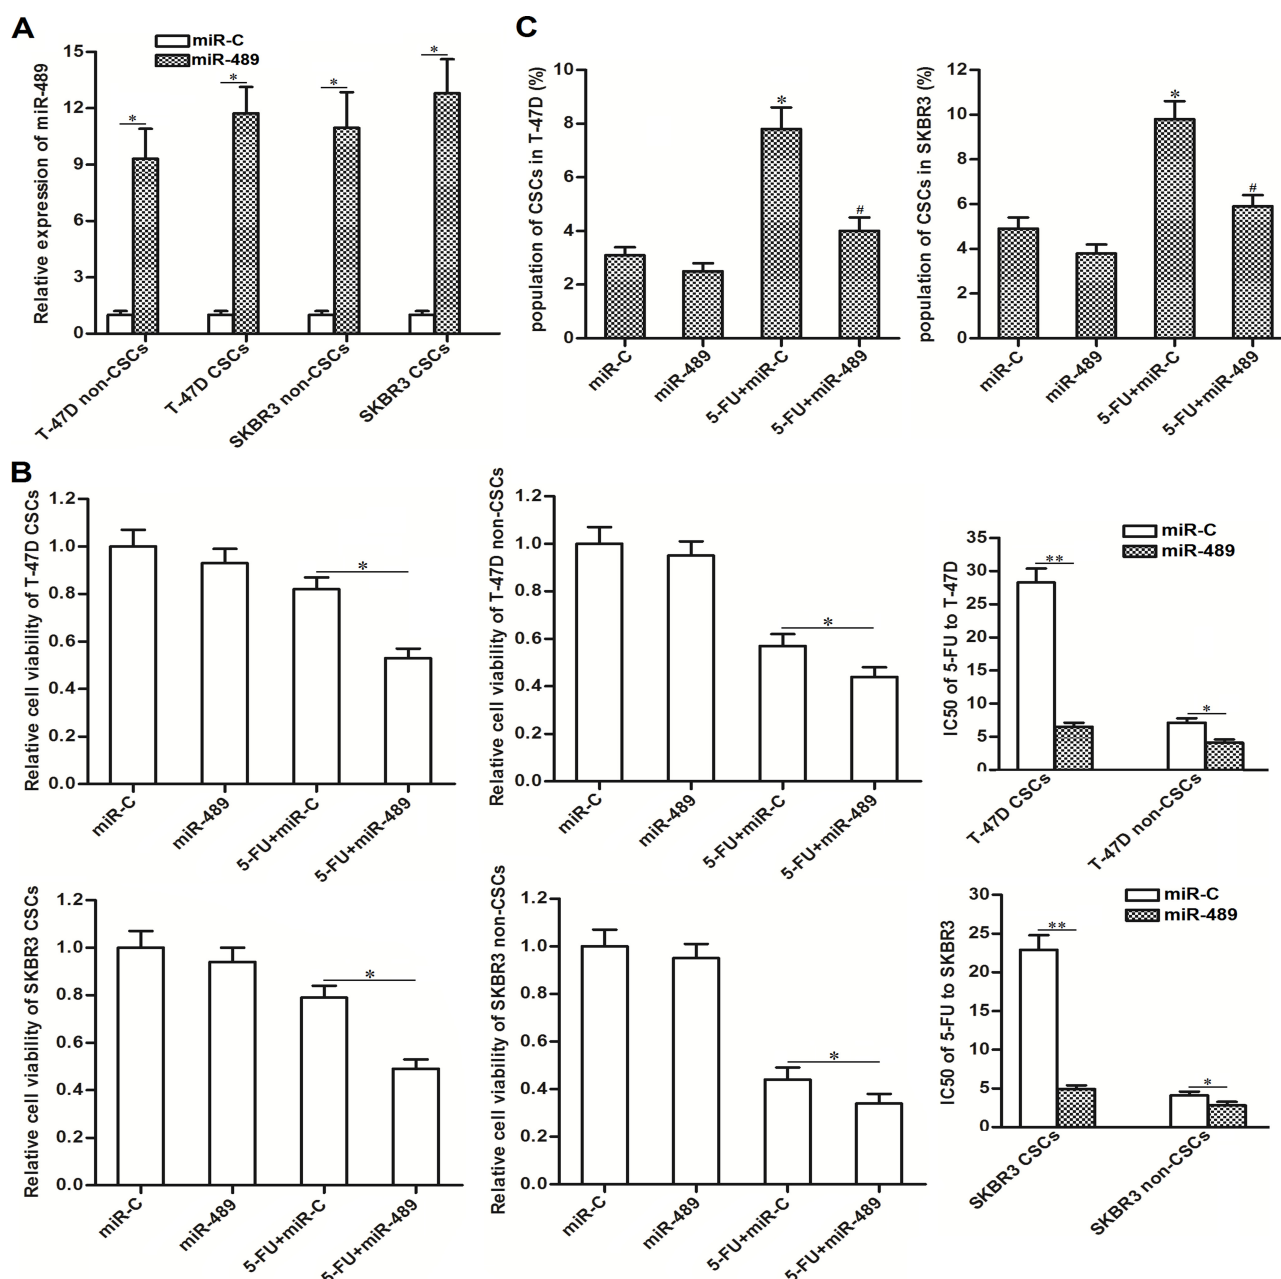 A
miR-C
miR-489
Relative expression of miR-489
15
12
9
6
3
0
*
*
*
*
T-47D non-CSCs
T-47D CSCs
SKBR3 non-CSCs
SKBR3 CSCs
C
population of CSCs in T-47D (%)
10
8
6
4
2
0
*
#
miR-C
miR-489
5-FU+miR-C
5-FU+miR-489
population of CSCs in SKBR3 (%)
12
10
8
6
4
2
0
*
#
miR-C
miR-489
5-FU+miR-C
5-FU+miR-489
B
Relative cell viability of T-47D CSCs
1.2
1.0
0.8
0.6
0.4
0.2
0.0
*
miR-C
miR-489
5-FU+miR-C
5-FU+miR-489
Relative cell viability of T-47D non-CSCs
1.2
1.0
0.8
0.6
0.4
0.2
0.0
*
miR-C
miR-489
5-FU+miR-C
5-FU+miR-489
miR-C
miR-489
IC50 of 5-FU to T-47D
35
30
25
20
15
10
5
0
**
*
T-47D CSCs
T-47D non-CSCs
Relative cell viability of SKBR3 CSCs
1.2
1.0
0.8
0.6
0.4
0.2
0.0
*
miR-C
miR-489
5-FU+miR-C
5-FU+miR-489
Relative cell viability of SKBR3 non-CSCs
1.2
1.0
0.8
0.6
0.4
0.2
0.0
*
miR-C
miR-489
5-FU+miR-C
5-FU+miR-489
miR-C
miR-489
IC50 of 5-FU to SKBR3
30
25
20
15
10
5
0
**
*
SKBR3 CSCs
SKBR3 non-CSCs